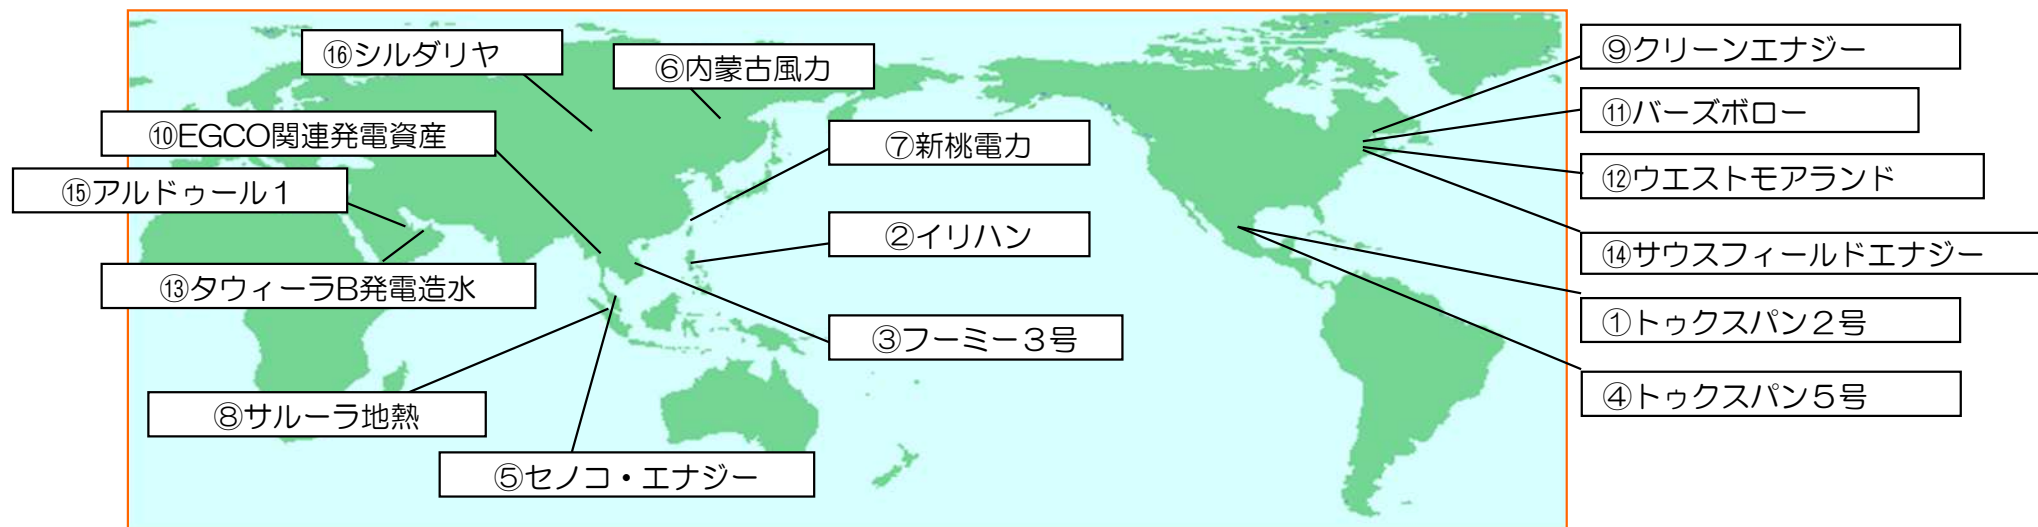 ⑯シルダリヤ
⑥内蒙古風力
⑨クリーンエナジー
⑩EGCO関連発電資産
⑦新桃電力
⑪バーズボロー
⑮アルドゥール１
⑫ウエストモアランド
②イリハン
⑭サウスフィールドエナジー
⑬タウィーラB発電造水
③フーミー３号
①トゥクスパン２号
⑧サルーラ地熱
④トゥクスパン５号
⑤セノコ・エナジー